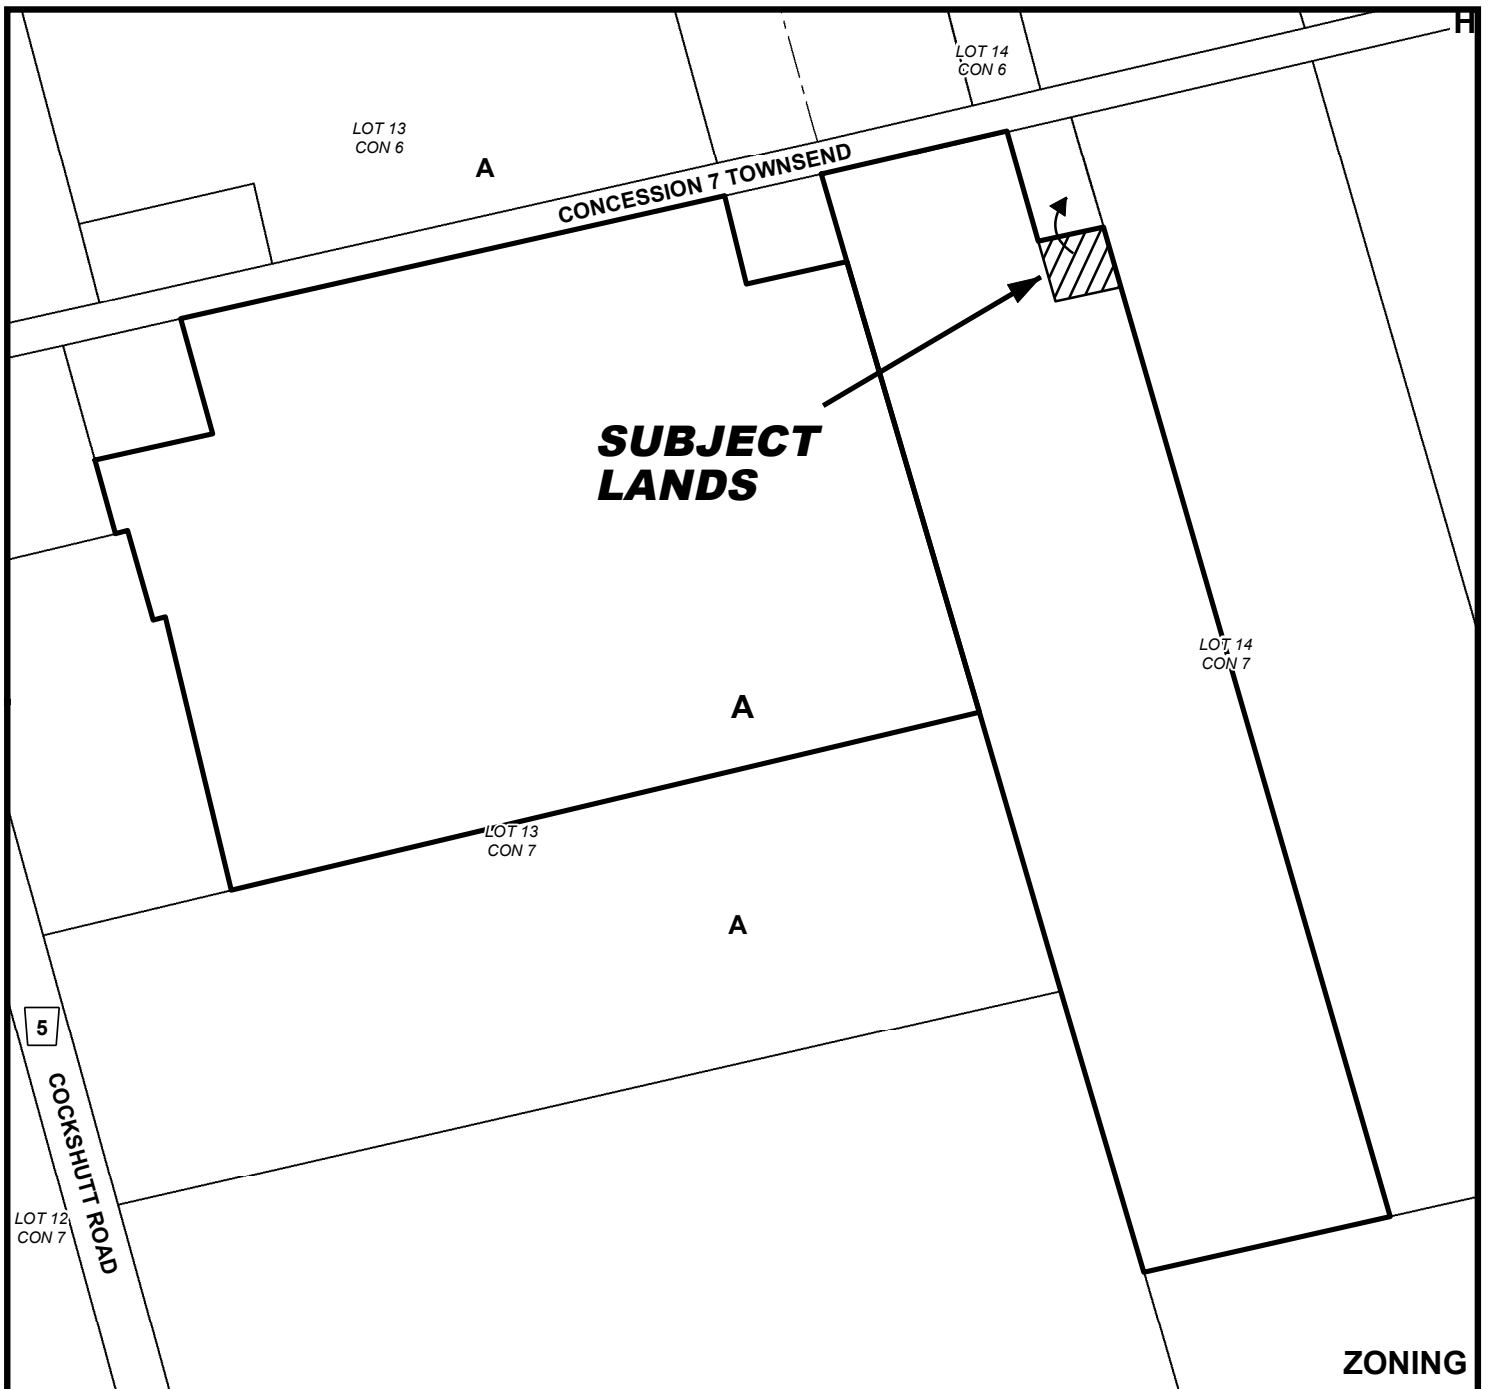 H
LOT 14
CON 6
LOT 13
CON 6
A
CONCESSION 7 TOWNSEND
SUBJECT
LANDS
LOT 14
CON 7
A
LOT 13
CON 7
A
5
COCKSHUTT ROAD
LOT 12
CON 7
ZONING